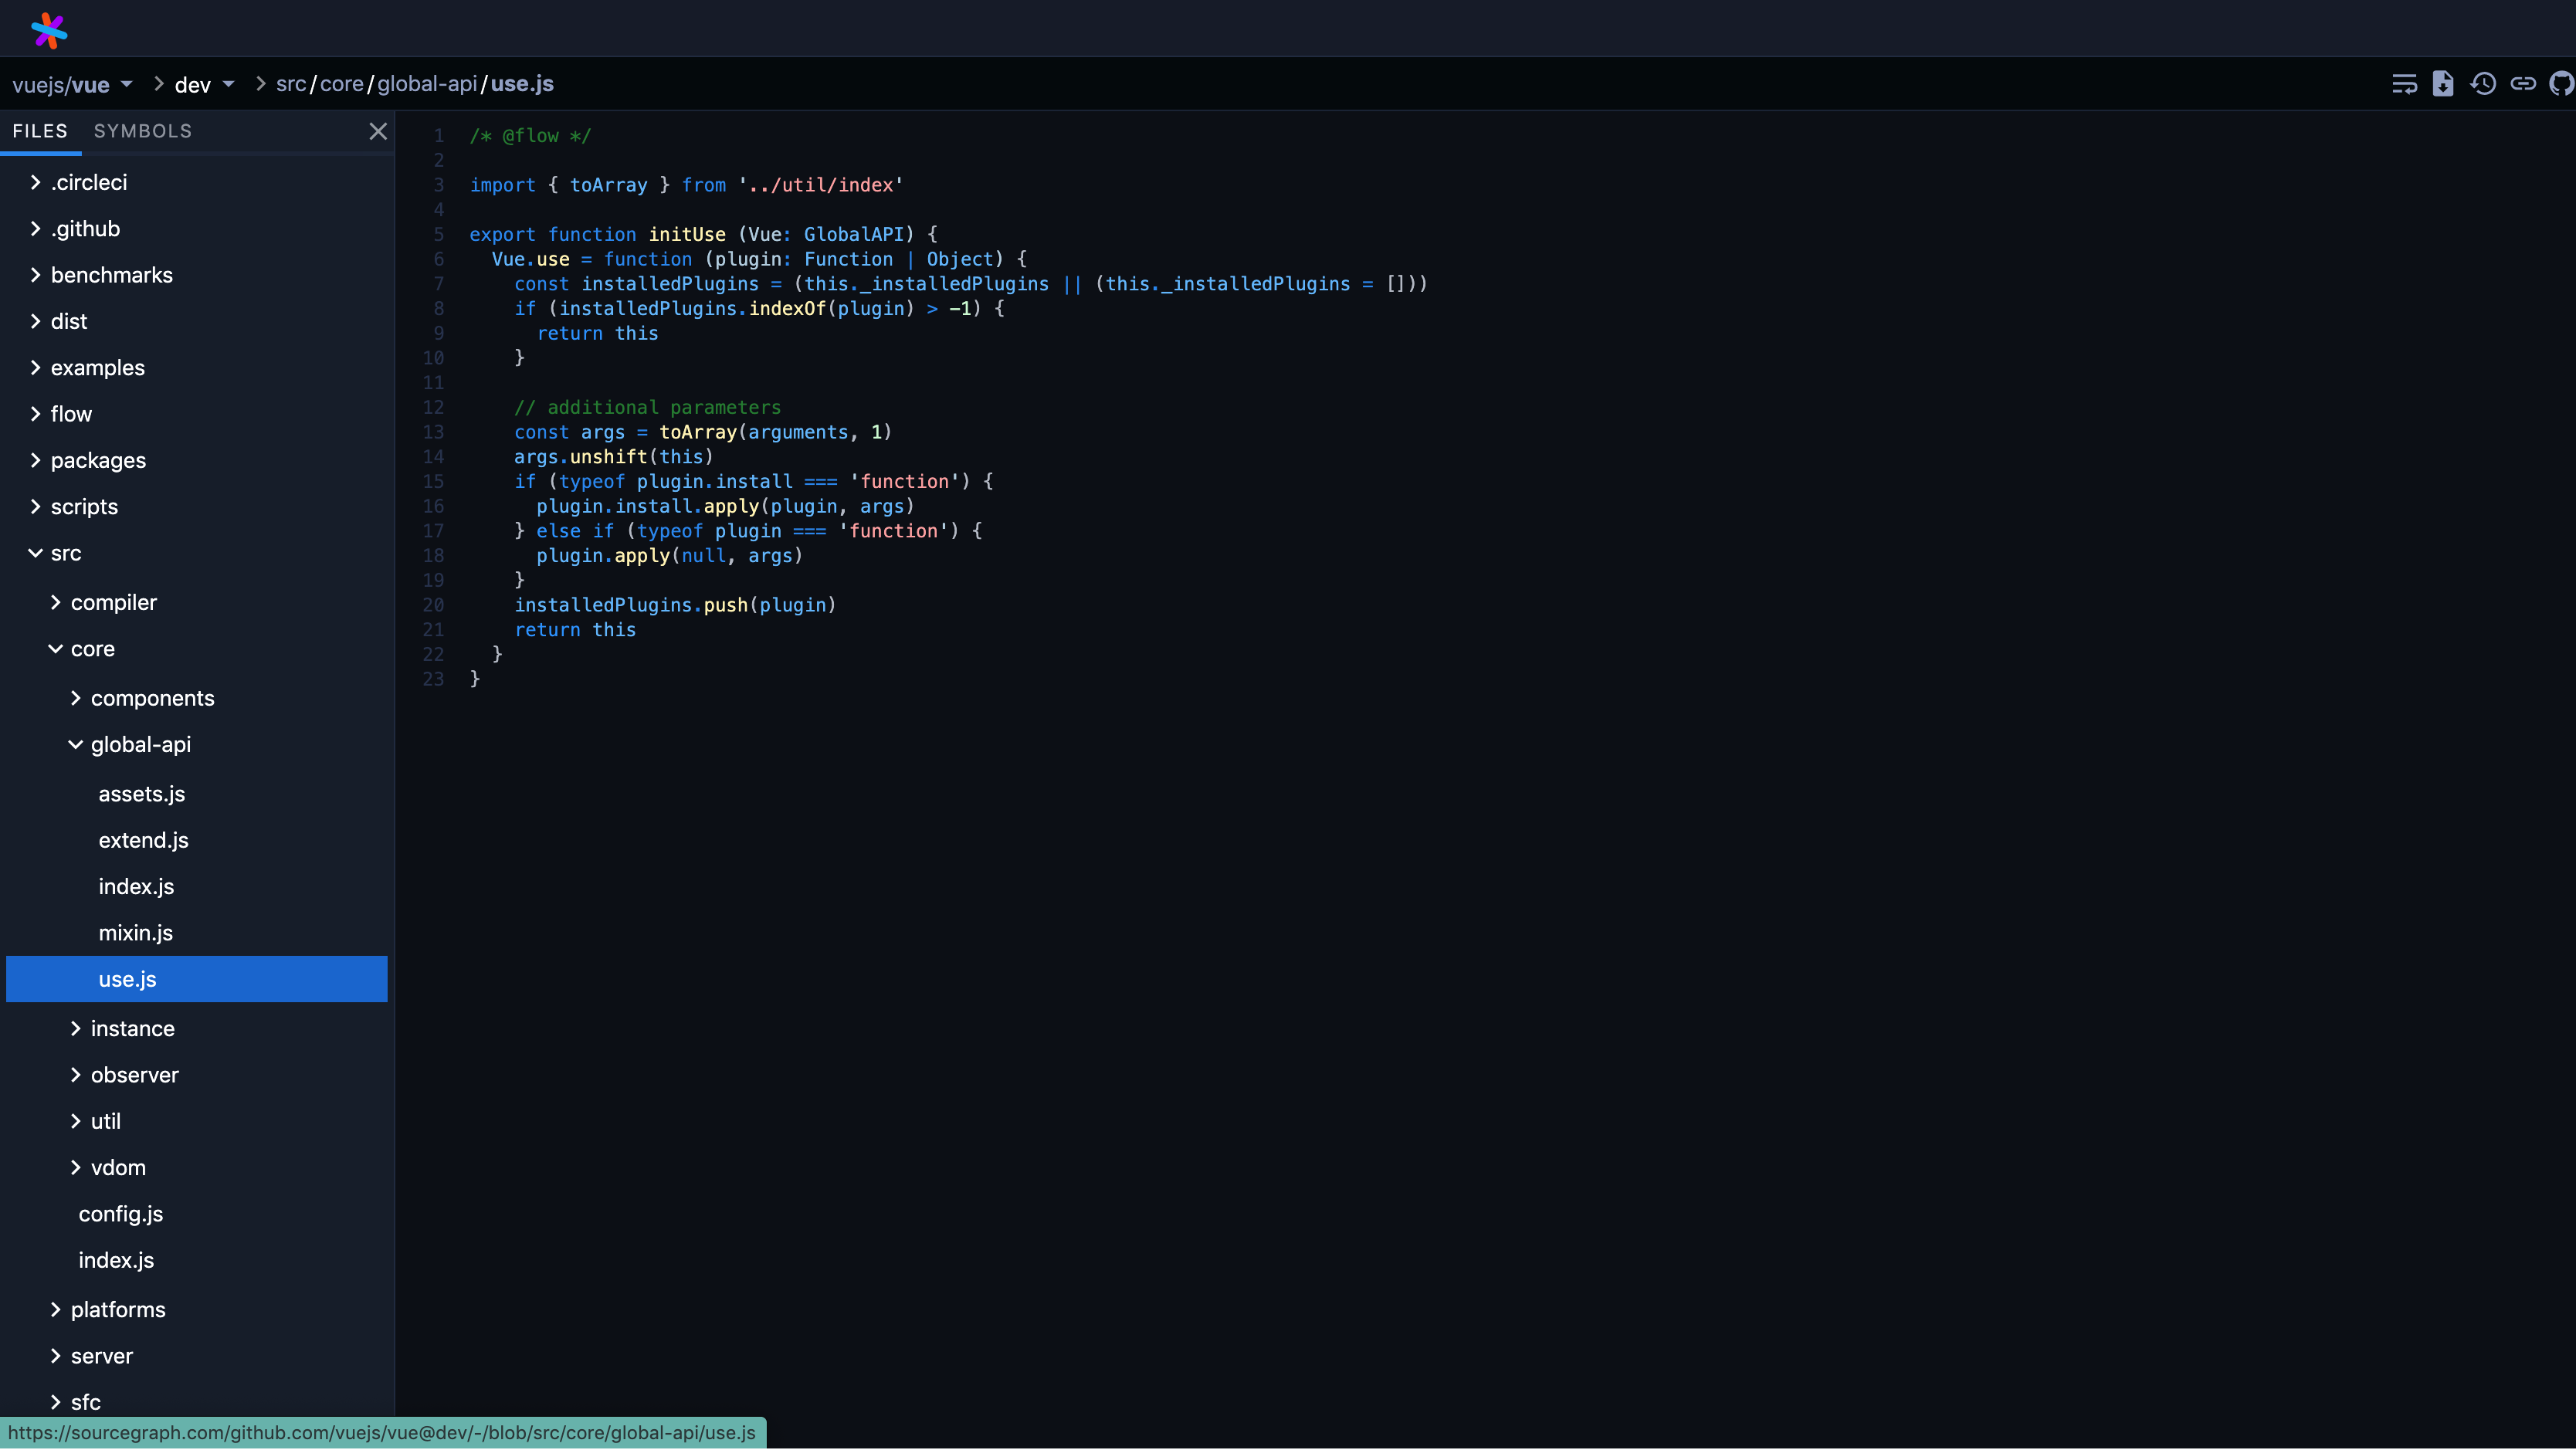 vuejs/vue dev src/core/global-api/use.js
FILES SYMBOLS
.circleci
.github
benchmarks
dist
examples
flow
packages
scripts
src
compiler
core
components
global-api
assets.js
extend.js
index.js
mixin.js
use.js
instance
observer
util
vdom
config.js
index.js
platforms
server
sfc
1 /* @flow */
2
3 import { toArray } from '../util/index'
4
5 export function initUse (Vue: GlobalAPI) {
6   Vue.use = function (plugin: Function | Object) {
7     const installedPlugins = (this._installedPlugins || (this._installedPlugins = []))
8     if (installedPlugins.indexOf(plugin) > -1) {
9       return this
10     }
11
12     // additional parameters
13     const args = toArray(arguments, 1)
14     args.unshift(this)
15     if (typeof plugin.install === 'function') {
16       plugin.install.apply(plugin, args)
17     } else if (typeof plugin === 'function') {
18       plugin.apply(null, args)
19     }
20     installedPlugins.push(plugin)
21     return this
22   }
23 }
https://sourcegraph.com/github.com/vuejs/vue@dev/-/blob/src/core/global-api/use.js